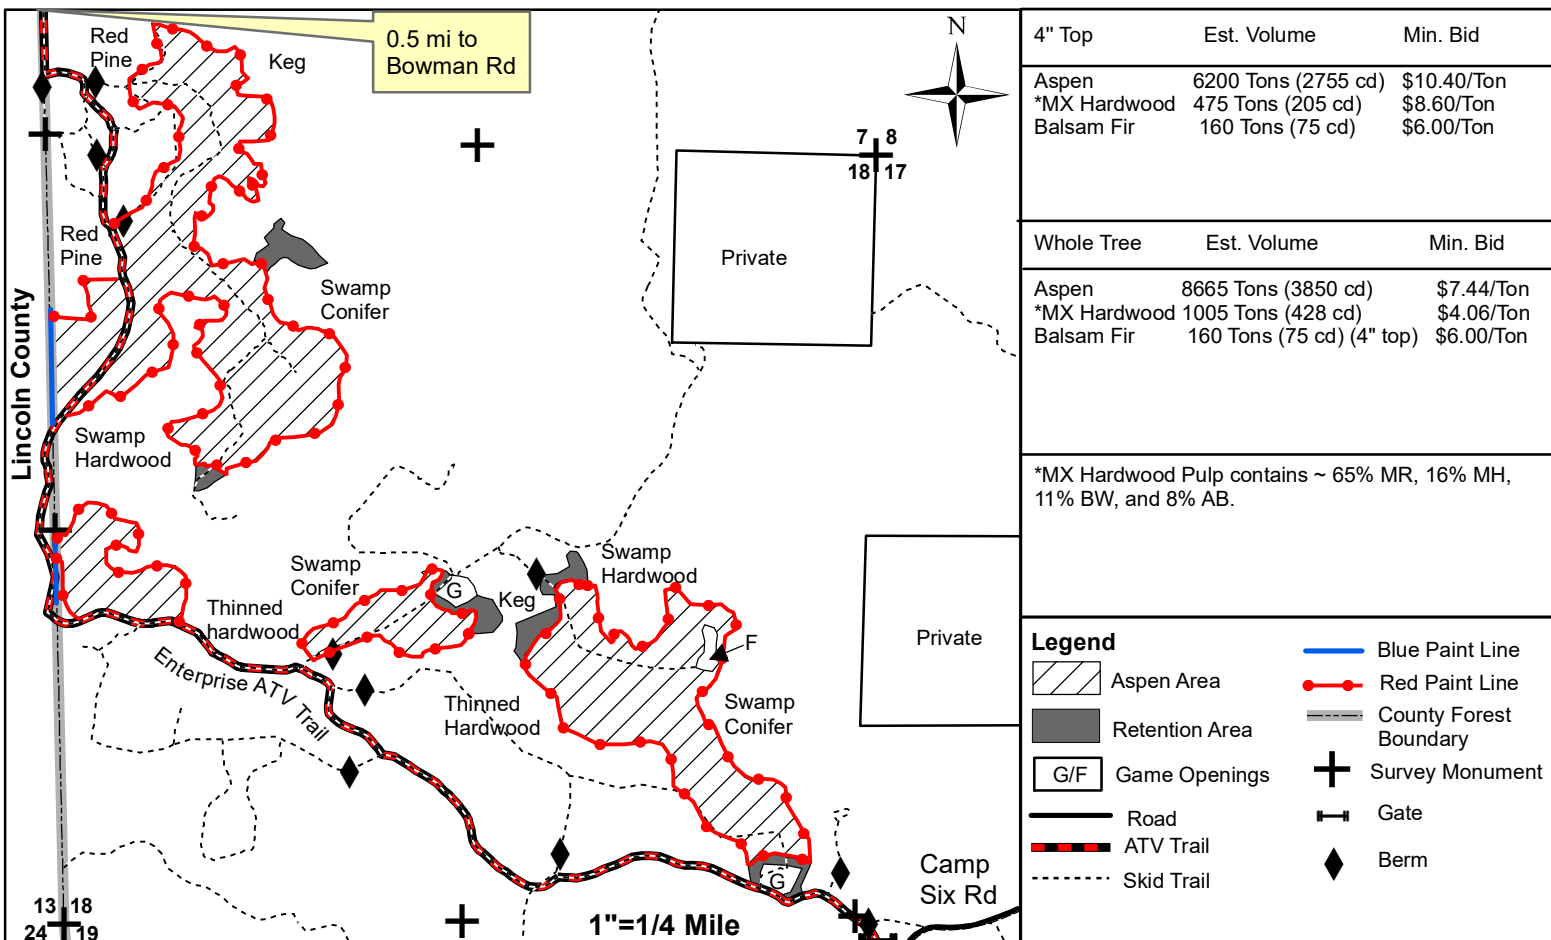 0.5 mi to
Bowman Rd
Red
Pine
Keg
N
7 8
18 17
Private
Red
Pine
Swamp
Conifer
Lincoln County
Swamp
Hardwood
Swamp
Conifer
G
Keg
Swamp
Hardwood
Thinned
hardwood
F
Private
Enterprise ATV Trail
Thinned
Hardwood
Swamp
Conifer
G
Camp
Six Rd
13 18
24 19
1"=1/4 Mile
4" Top Est. Volume Min. Bid
Aspen 6200 Tons (2755 cd) $10.40/Ton
*MX Hardwood 475 Tons (205 cd) $8.60/Ton
Balsam Fir 160 Tons (75 cd) $6.00/Ton
Whole Tree Est. Volume Min. Bid
Aspen 8665 Tons (3850 cd) $7.44/Ton
*MX Hardwood 1005 Tons (428 cd) $4.06/Ton
Balsam Fir 160 Tons (75 cd) (4" top) $6.00/Ton
*MX Hardwood Pulp contains ~ 65% MR, 16% MH,
11% BW, and 8% AB.
Legend
Aspen Area
Retention Area
G/F Game Openings
Road
ATV Trail
Skid Trail
Blue Paint Line
Red Paint Line
County Forest
Boundary
Survey Monument
Gate
Berm